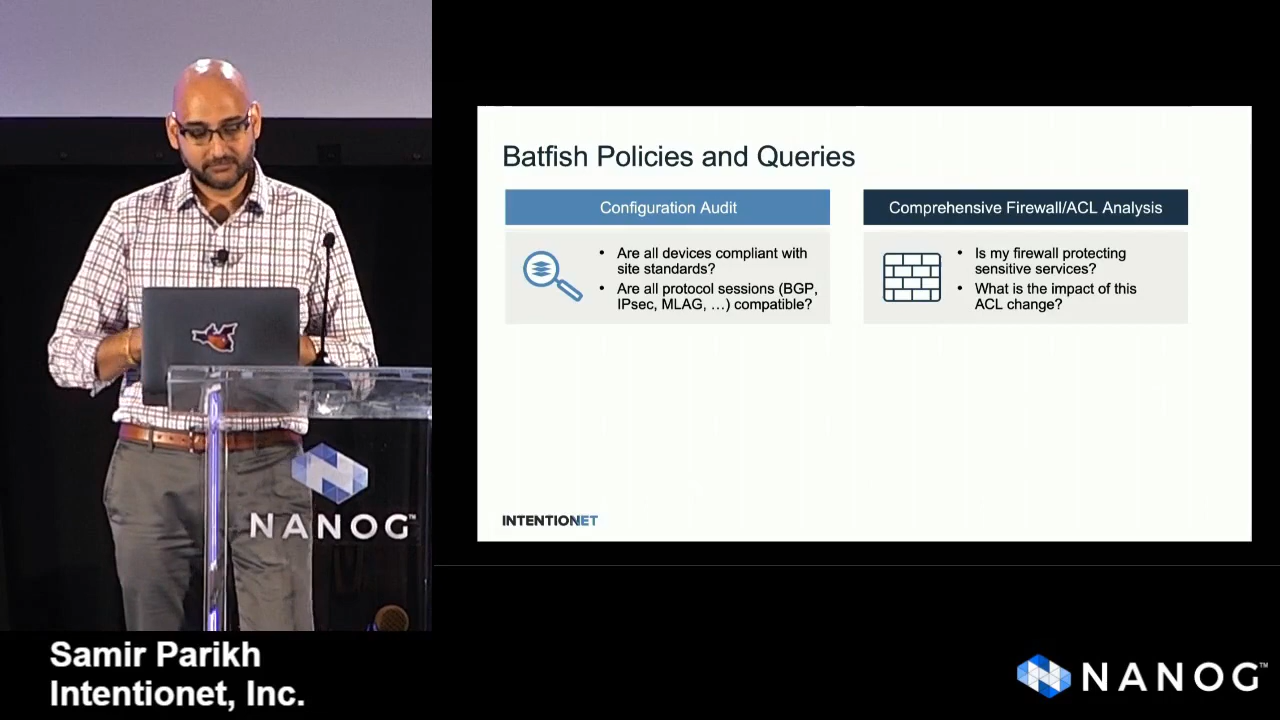 Batfish Policies and Queries
Configuration Audit
• Are all devices compliant with
site standards?
• Are all protocol sessions (BGP,
IPsec, MLAG, …) compatible?
Comprehensive Firewall/ACL Analysis
• Is my firewall protecting
sensitive services?
• What is the impact of this
ACL change?
INTENTIONET
NANOG™
Samir Parikh
Intentionet, Inc.
NANOG™